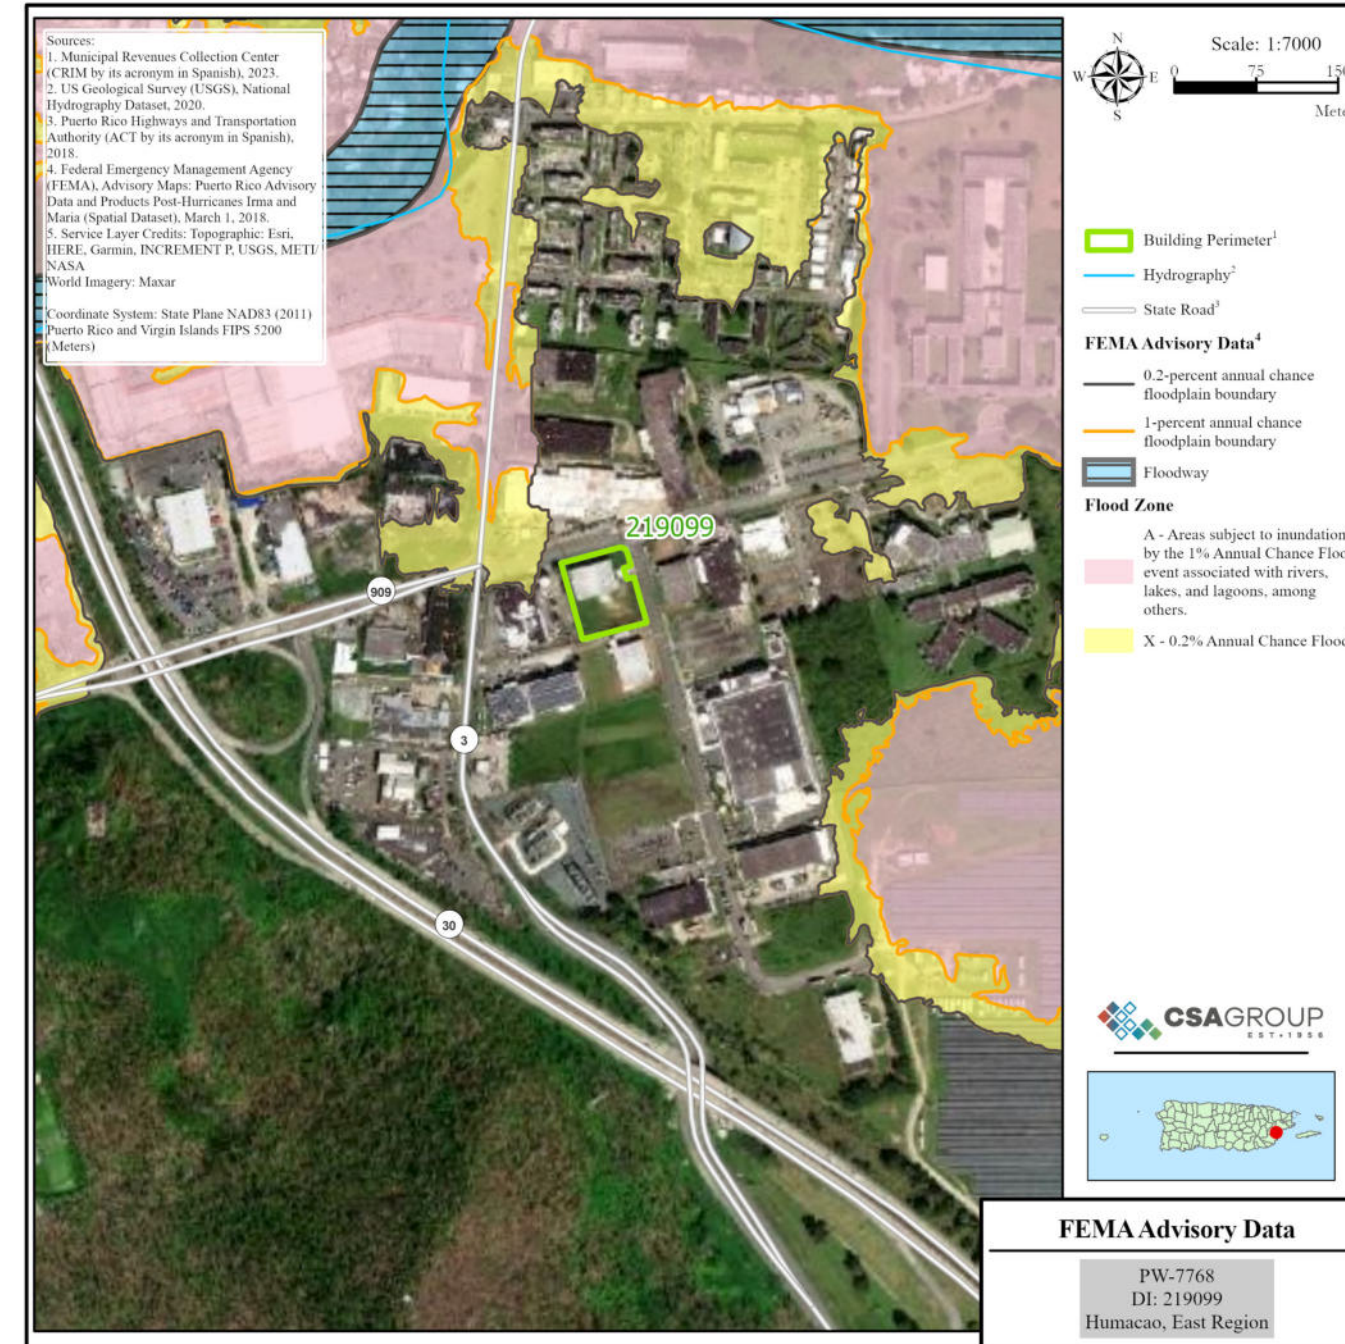 Sources:
1. Municipal Revenues Collection Center
(CRIM by its acronym in Spanish), 2023.
2. US Geological Survey (USGS), National
Hydrography Dataset, 2020.
3. Puerto Rico Highways and Transportation
Authority (ACT by its acronym in Spanish),
2018.
4. Federal Emergency Management Agency
(FEMA), Advisory Maps: Puerto Rico Advisory
Data and Products Post-Hurricanes Irma and
Maria (Spatial Dataset), March 1, 2018.
5. Service Layer Credits: Topographic: Esri,
HERE, Garmin, INCREMENT P, USGS, METI/
NASA
World Imagery: Maxar
Coordinate System: State Plane NAD83 (2011)
Puerto Rico and Virgin Islands FIPS 5200
(Meters)
219099
909
3
30
N
W E
S
Scale: 1:7000
0 75 150
Mete
Building Perimeter¹
Hydrography²
State Road³
FEMA Advisory Data⁴
0.2-percent annual chance
floodplain boundary
1-percent annual chance
floodplain boundary
Floodway
Flood Zone
A - Areas subject to inundation
by the 1% Annual Chance Floo
event associated with rivers,
lakes, and lagoons, among
others.
X - 0.2% Annual Chance Flood
CSAGROUP
EST•1956
FEMA Advisory Data
PW-7768
DI: 219099
Humacao, East Region